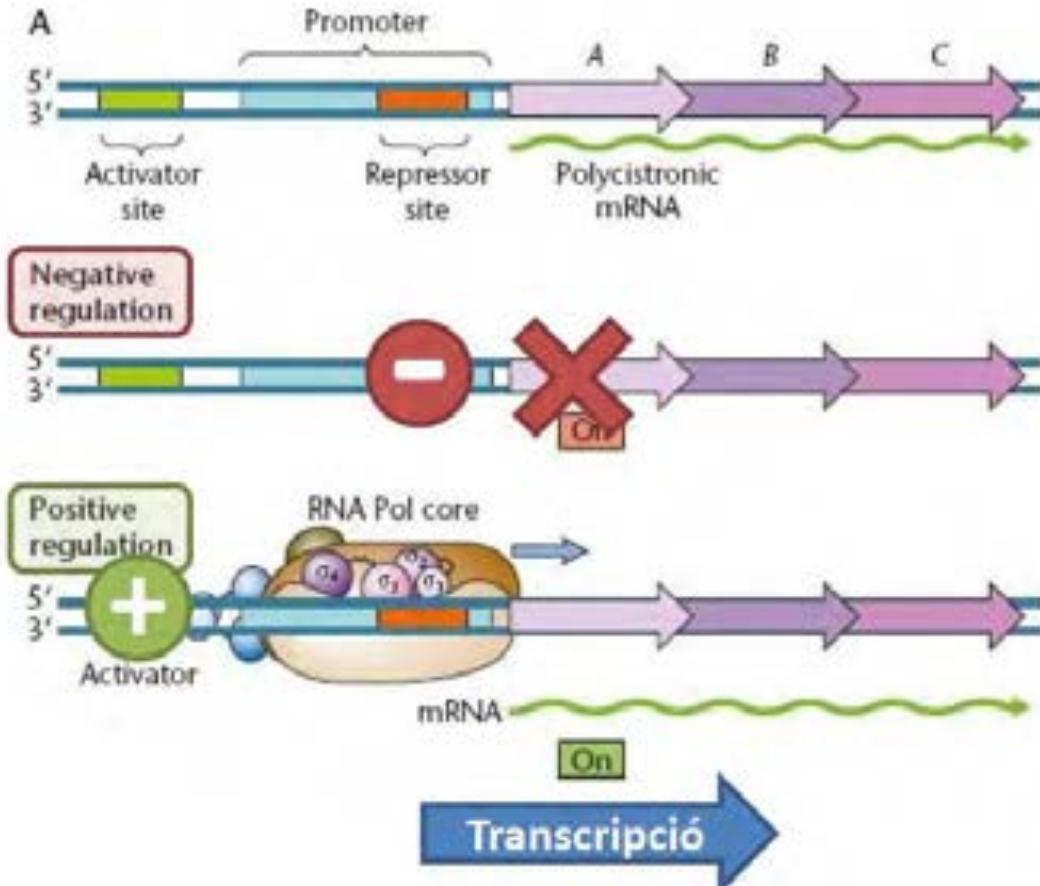 A
Promoter
A B C
5′
3′
Activator
site
Repressor
site
Polycistronic
mRNA
Negative
regulation
5′
3′
On
Positive
regulation
RNA Pol core
σ4 σ3 σ2
5′
3′
Activator
mRNA
On
Transcripció